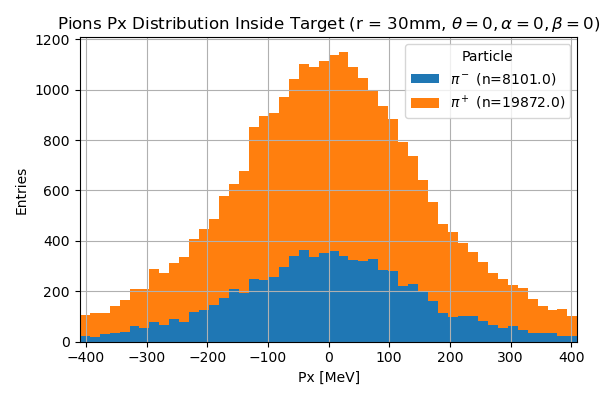 Pions Px Distribution Inside Target (r = 30mm, θ = 0, α = 0, β = 0)
Particle
π⁻ (n=8101.0)
π⁺ (n=19872.0)
1200
1000
800
600
400
200
0
Entries
−400 −300 −200 −100 0 100 200 300 400
Px [MeV]